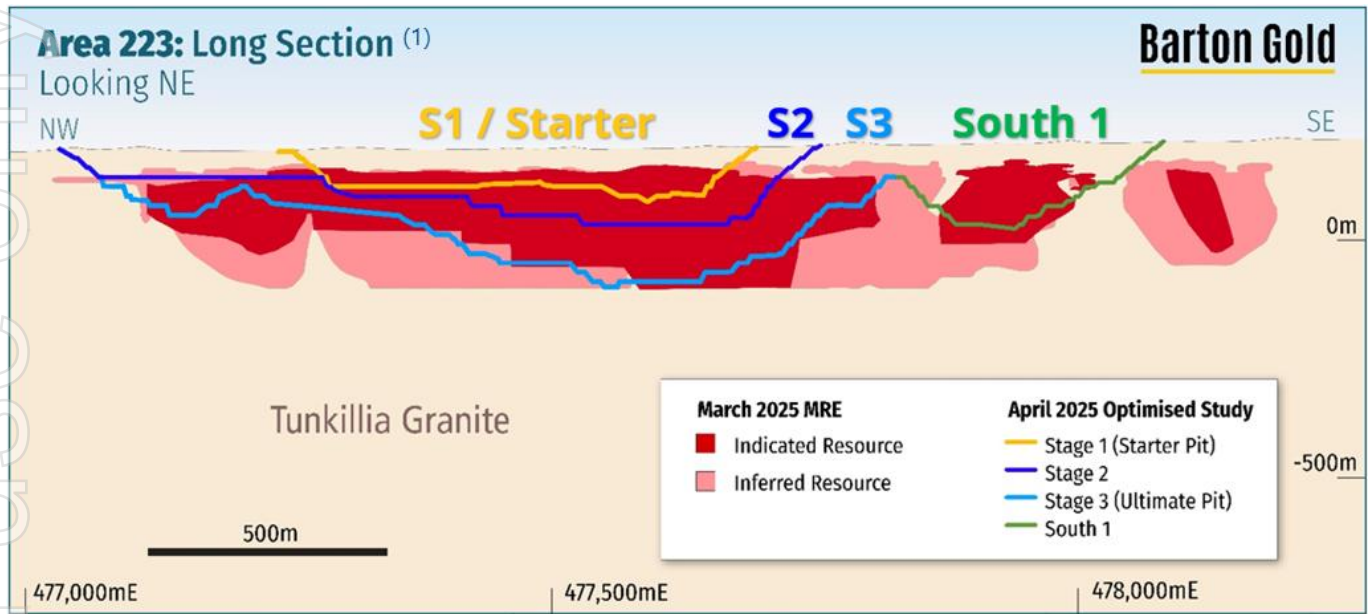 Area 223: Long Section (1)
Barton Gold
Looking NE
NW
S1 / Starter
S2
S3
South 1
SE
0m
Tunkillia Granite
March 2025 MRE
Indicated Resource
Inferred Resource
April 2025 Optimised Study
Stage 1 (Starter Pit)
Stage 2
Stage 3 (Ultimate Pit)
South 1
-500m
500m
477,000mE
477,500mE
478,000mE